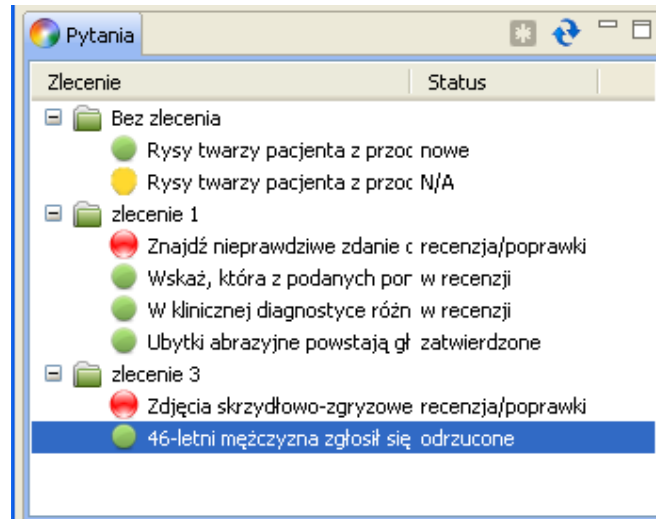 Pytania
Zlecenie Status
Bez zlecenia
Rysy twarzy pacjenta z przoc nowe
Rysy twarzy pacjenta z przoc N/A
zlecenie 1
Znajdź nieprawdziwe zdanie c recenzja/poprawki
Wskaż, która z podanych por w recenzji
W klinicznej diagnostyce różn w recenzji
Ubytki abrazyjne powstają gł zatwierdzone
zlecenie 3
Zdjęcia skrzydłowo-zgryzowe recenzja/poprawki
46-letni mężczyzna zgłosił się odrzucone